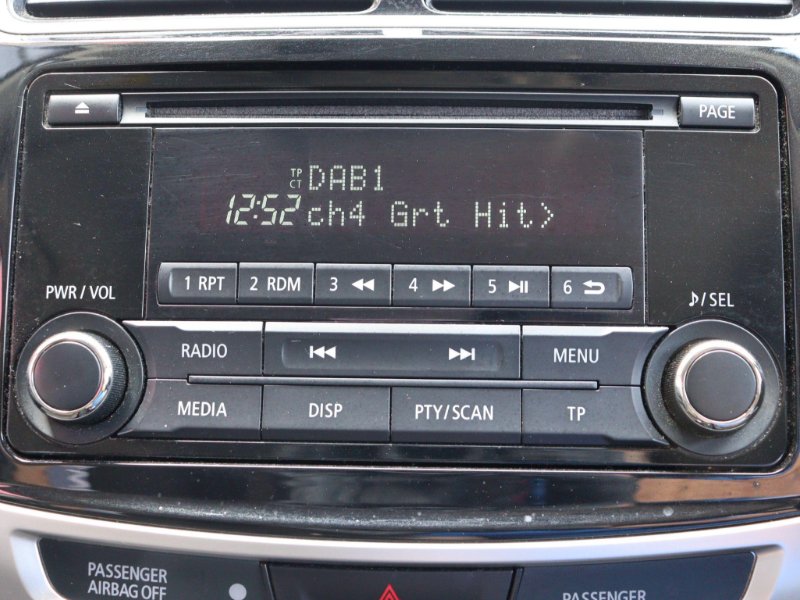 PAGE
TP
CT DAB1
12:52 ch4 Grt Hit>
1 RPT 2 RDM 3 4 5 6
PWR / VOL
♪/SEL
RADIO MENU
MEDIA DISP PTY/SCAN TP
PASSENGER
AIRBAG OFF
PASSENGER